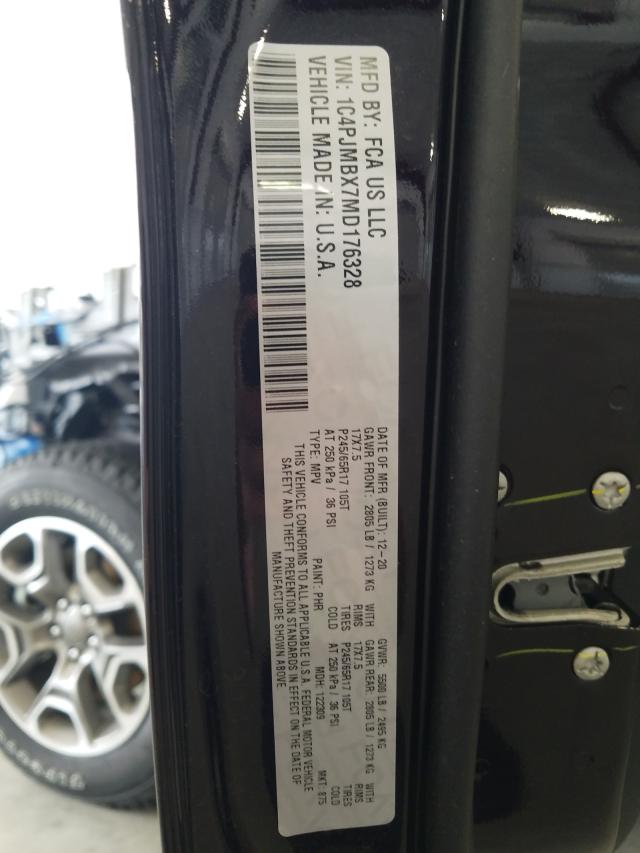 MFD BY: FCA US LLC
VIN: 1C4PJMBX7MD176328
VEHICLE MADE IN: U.S.A.
DATE OF MFR (BUILT): 12-20 GVWR: 5500 LB / 2495 KG
GAWR FRONT: 2805 LB / 1273 KG WITH GAWR REAR: 2805 LB / 1273 KG WITH
17X7.5 RIMS 17X7.5 RIMS
P245/65R17 105T TIRES P245/65R17 105T TIRES
AT 250 kPa / 36 PSI COLD AT 250 kPa / 36 PSI COLD
TYPE: MPV PAINT: PHR MDH: 122309 MKT: 875
THIS VEHICLE CONFORMS TO ALL APPLICABLE U.S.A. FEDERAL MOTOR VEHICLE
SAFETY AND THEFT PREVENTION STANDARDS IN EFFECT ON THE DATE OF
MANUFACTURE SHOWN ABOVE